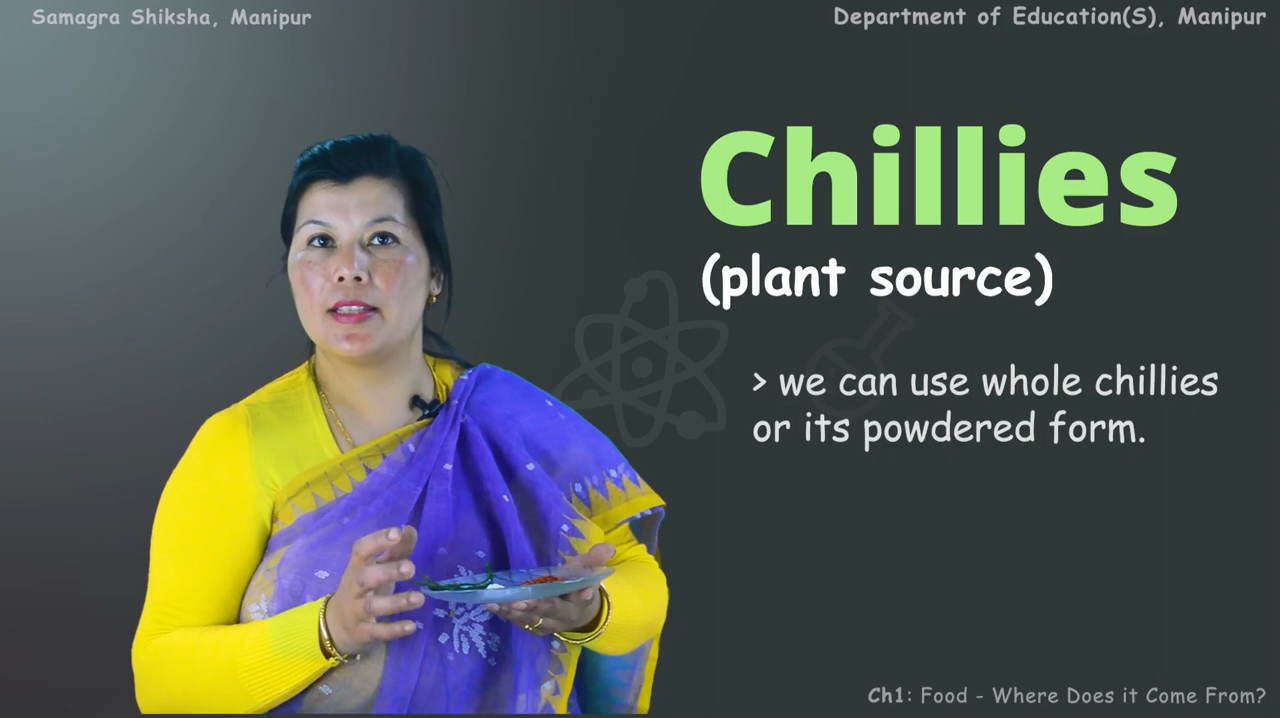 Samagra Shiksha, Manipur
Department of Education(S), Manipur
Chillies
(plant source)
> we can use whole chillies
or its powdered form.
Ch1: Food - Where Does it Come From?